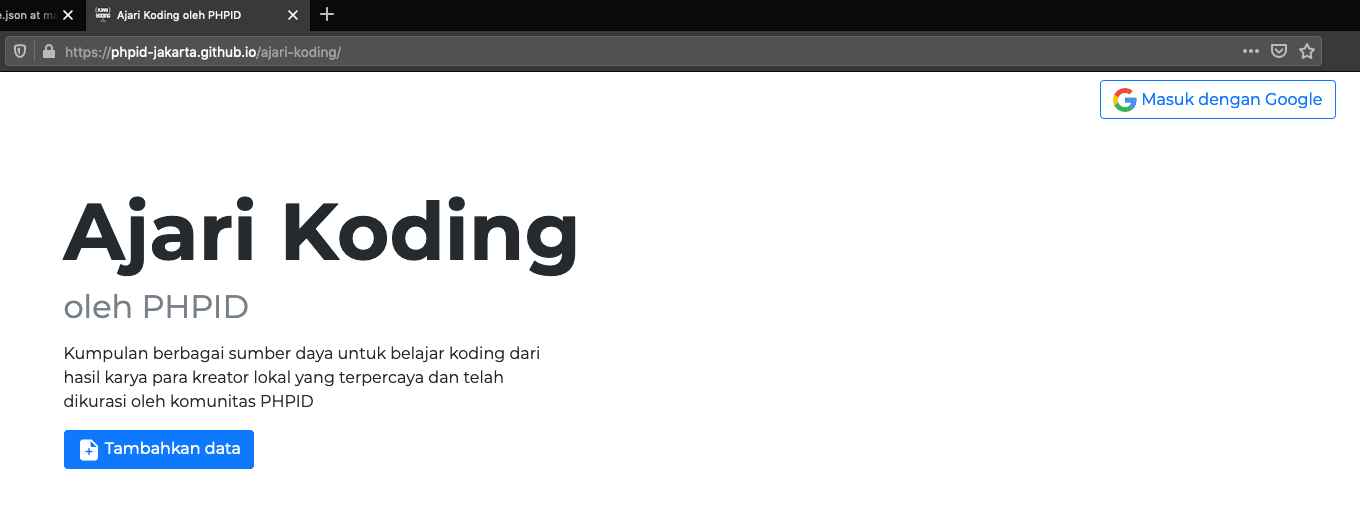 e.json at ma
Ajari Koding oleh PHPID
https://phpid-jakarta.github.io/ajari-koding/
Masuk dengan Google
Ajari Koding
oleh PHPID
Kumpulan berbagai sumber daya untuk belajar koding dari
hasil karya para kreator lokal yang terpercaya dan telah
dikurasi oleh komunitas PHPID
Tambahkan data